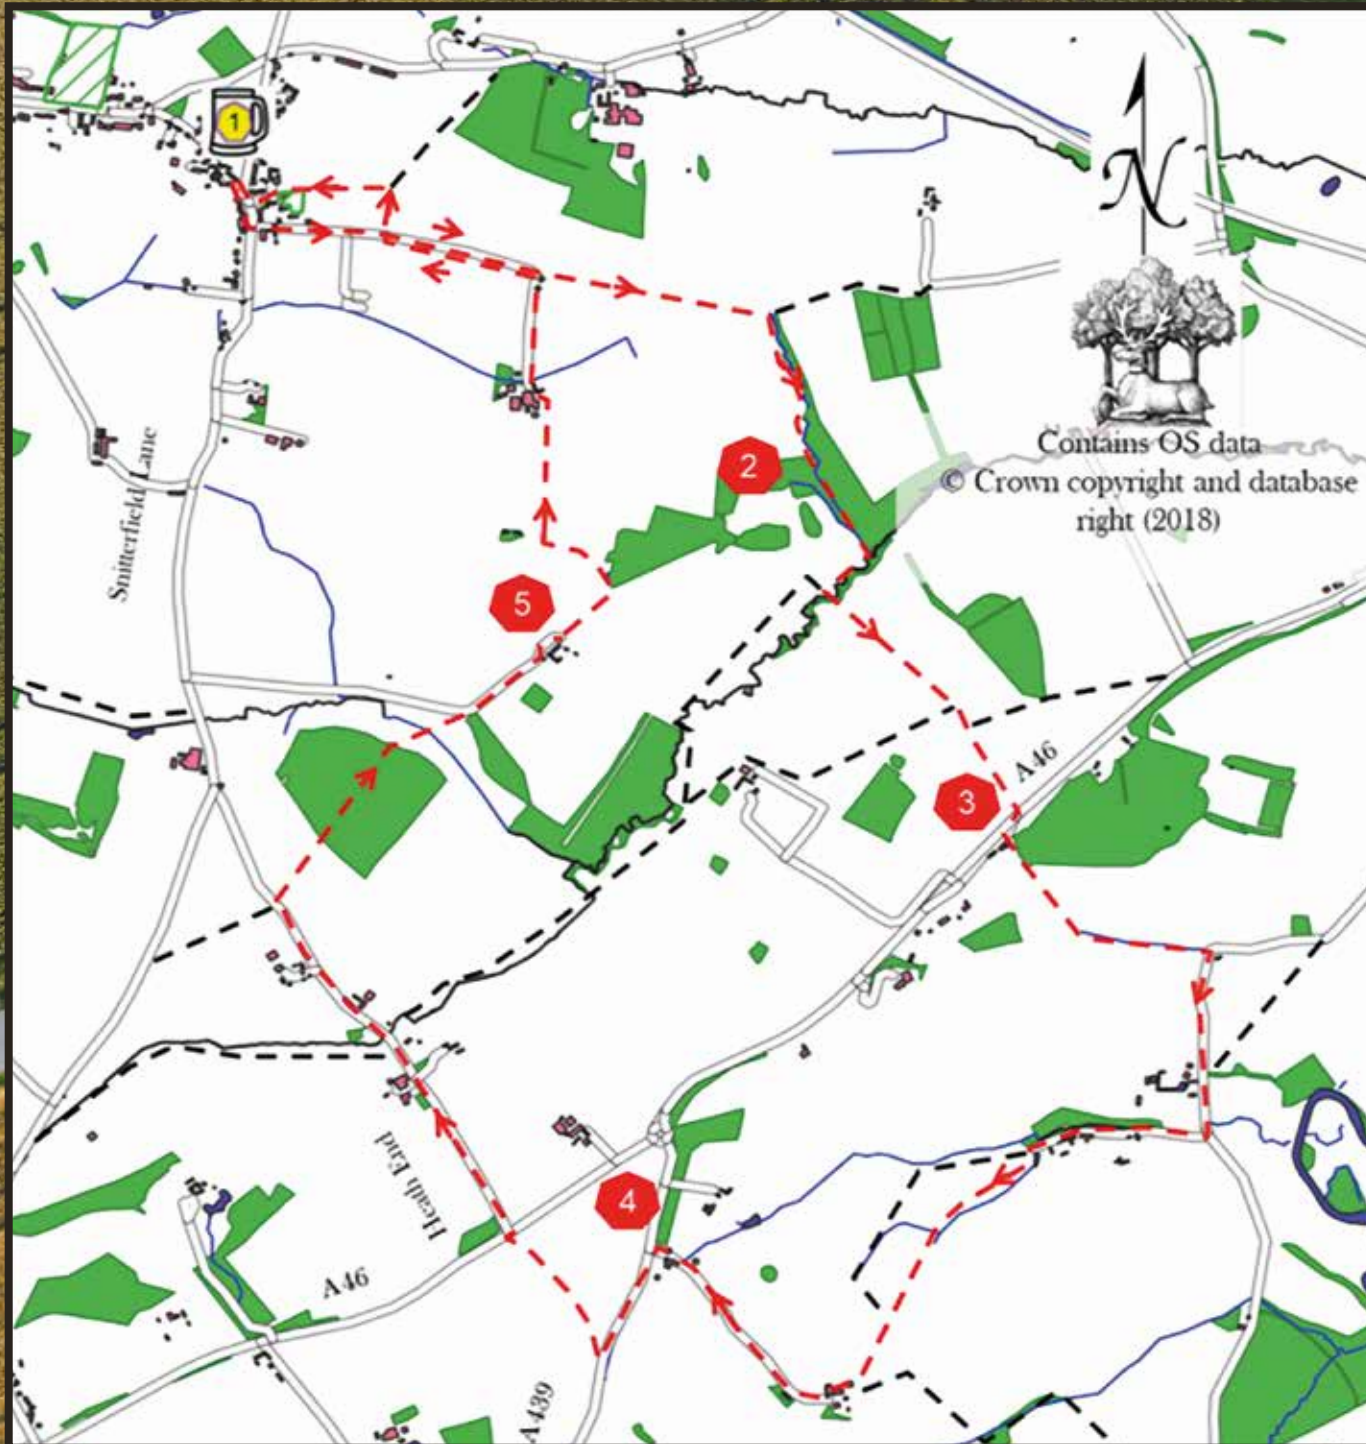 1
N
Contains OS data
© Crown copyright and database
right (2018)
2
Snitterfield Lane
5
A46
3
Heath End
4
A46
A439